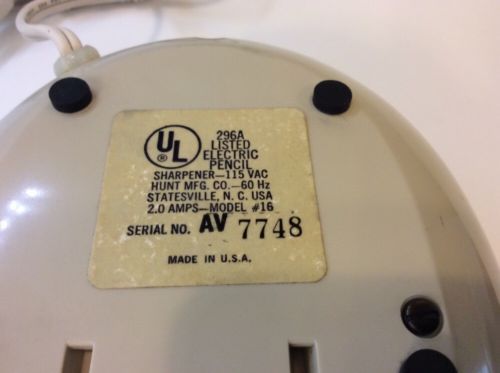 UL
®
296A
LISTED
ELECTRIC
PENCIL
SHARPENER—115 VAC
HUNT MFG. CO.—60 Hz
STATESVILLE, N. C. USA
2.0 AMPS—MODEL #16
SERIAL NO. AV 7748
MADE IN U.S.A.